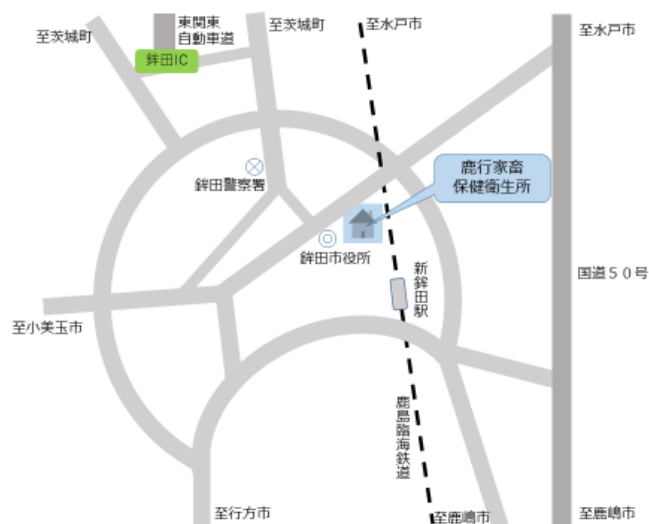 東関東
自動車道
至茨城町
至茨城町
至水戸市
至水戸市
鉾田IC
鹿行家畜
保健衛生所
鉾田警察署
鉾田市役所
新鉾田駅
国道５０号
至小美玉市
鹿島臨海鉄道
至行方市
至鹿嶋市
至鹿嶋市